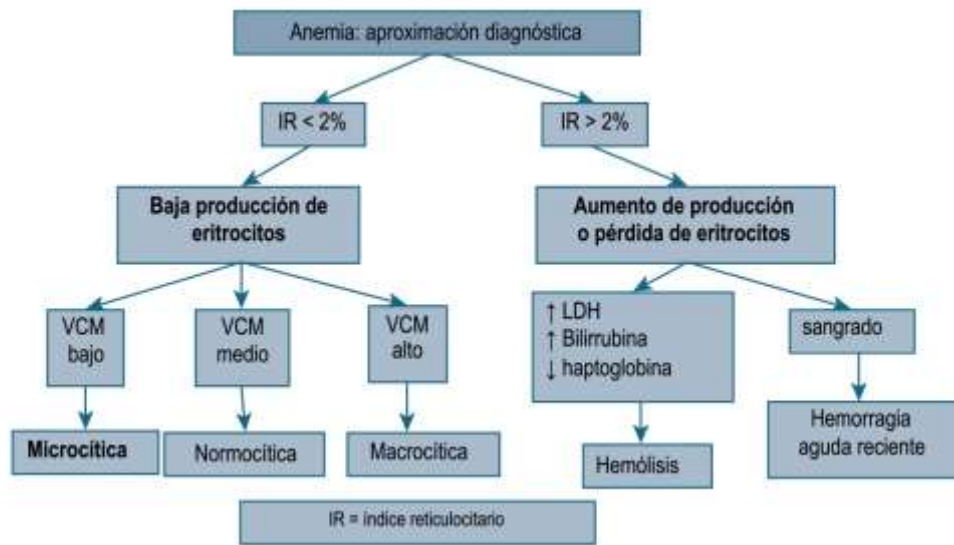 Anemia: aproximación diagnóstica
IR < 2%
IR > 2%
Baja producción de
eritrocitos
Aumento de producción
o pérdida de eritrocitos
VCM
bajo
VCM
medio
VCM
alto
↑ LDH
↑ Bilirrubina
↓ haptoglobina
sangrado
Microcítica
Normocítica
Macrocítica
Hemólisis
Hemorragia
aguda reciente
IR = índice reticulocitario